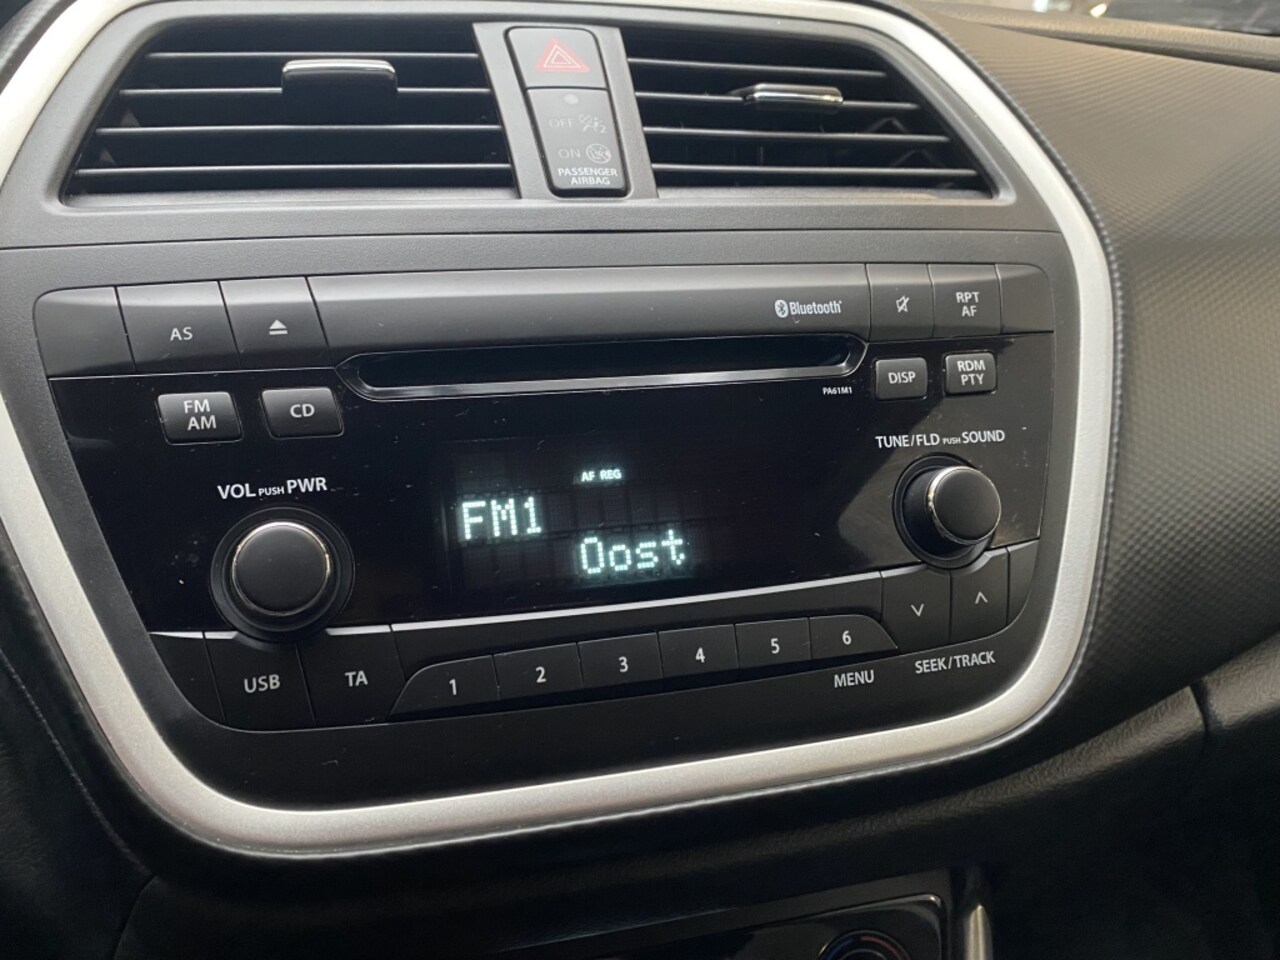 OFF 2
ON
PASSENGER
AIRBAG
Bluetooth
RPT
AF
AS
FM
AM
CD
PA61M1
DISP
RDM
PTY
VOL PUSH PWR
TUNE/FLD PUSH SOUND
AF REG
FM1
Oost
USB
TA
1
2
3
4
5
6
MENU
SEEK/TRACK